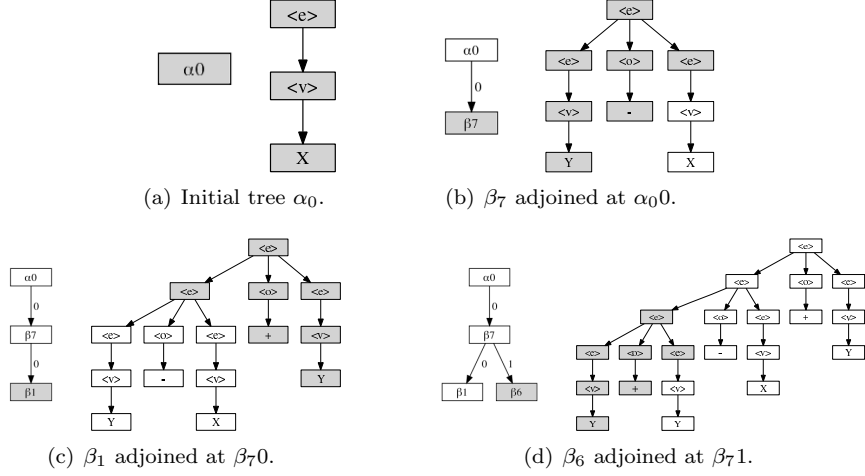 α0
<e>
<v>
X
(a) Initial tree α₀.
α0
0
β7
<e>
<e> <o> <e>
<v> - <v>
Y X
(b) β₇ adjoined at α₀0.
α0
0
β7
0
β1
<e>
<e> <o> <e>
<e> <o> <e> + <v>
<v> - <v> Y
Y X
(c) β₁ adjoined at β₇0.
α0
0
β7
0 1
β1 β6
<e>
<e> <o> <e>
<e> <o> <e> + <v>
<e> <o> <e> - <v> Y
<v> + <v> X
Y Y
(d) β₆ adjoined at β₇1.